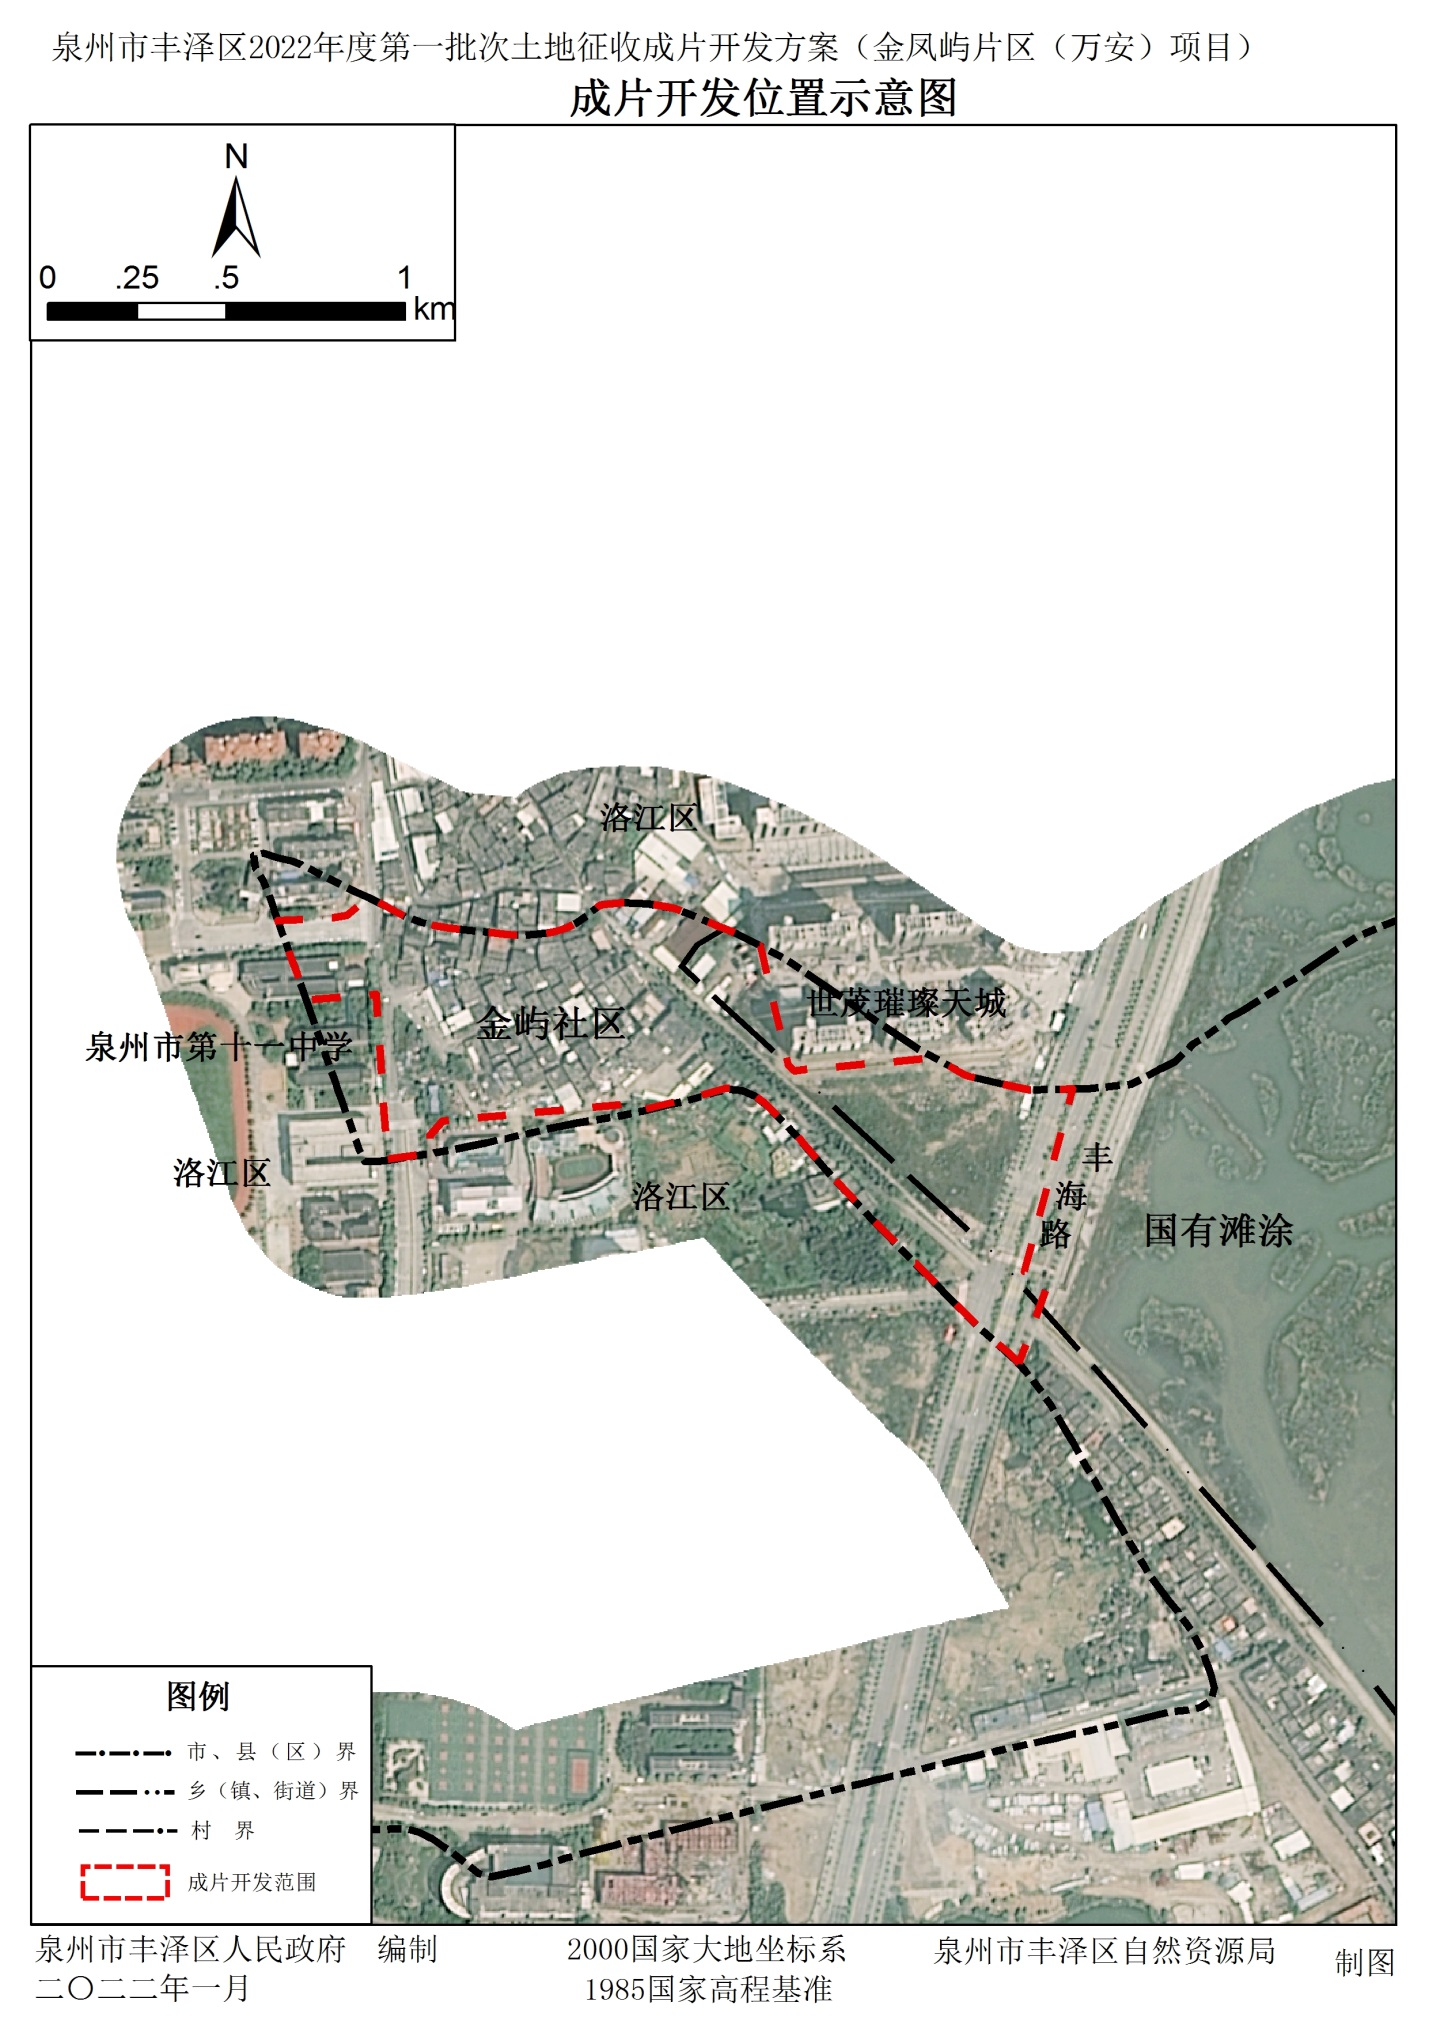 泉州市丰泽区2022年度第一批次土地征收成片开发方案（金凤屿片区（万安）项目）
成片开发位置示意图
N
0 .25 .5 1
km
洛江区
世茂璀璨天城
金屿社区
泉州市第十一中学
洛江区
洛江区
丰
海
路
国有滩涂
图例
市、县（区）界
乡（镇、街道）界
村 界
成片开发范围
泉州市丰泽区人民政府 编制
二〇二二年一月
2000国家大地坐标系
1985国家高程基准
泉州市丰泽区自然资源局 制图